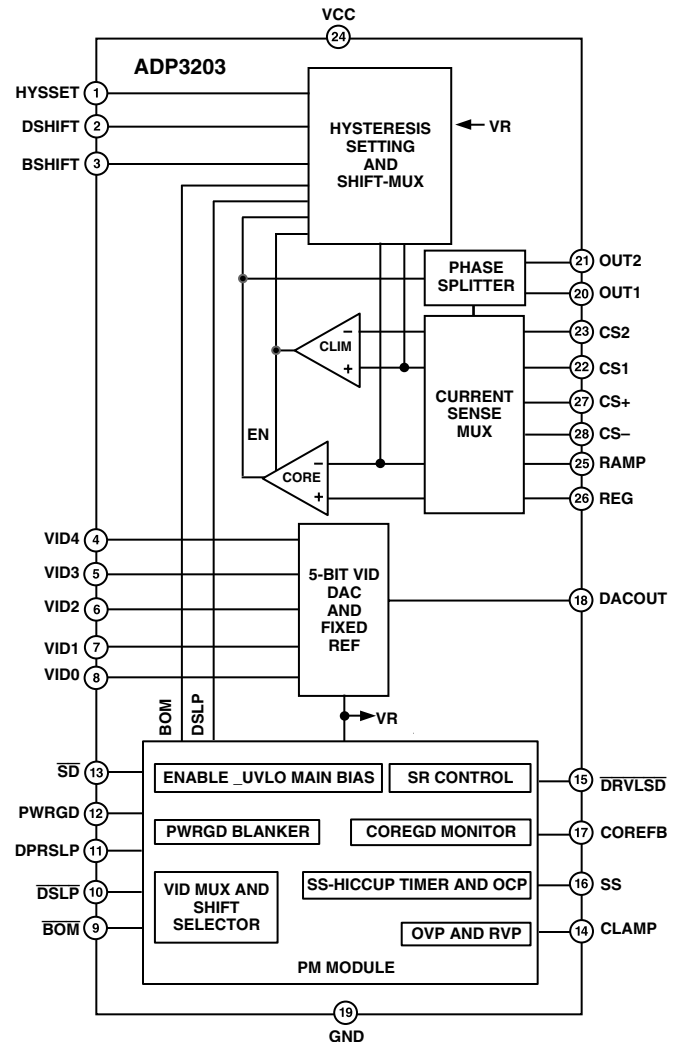 VCC
24
ADP3203
HYSSET 1
DSHIFT 2
BSHIFT 3
HYSTERESIS
SETTING
AND
SHIFT-MUX
VR
PHASE
SPLITTER
21 OUT2
20 OUT1
23 CS2
22 CS1
27 CS+
28 CS–
25 RAMP
26 REG
CURRENT
SENSE
MUX
–
CLIM
+
EN
–
CORE
+
VID4 4
VID3 5
VID2 6
VID1 7
VID0 8
5-BIT VID
DAC
AND
FIXED
REF
18 DACOUT
BOM
DSLP
VR
SD 13
PWRGD 12
DPRSLP 11
DSLP 10
BOM 9
ENABLE _UVLO MAIN BIAS
SR CONTROL
PWRGD BLANKER
COREGD MONITOR
VID MUX AND
SHIFT
SELECTOR
SS-HICCUP TIMER AND OCP
OVP AND RVP
PM MODULE
15 DRVLSD
17 COREFB
16 SS
14 CLAMP
19
GND